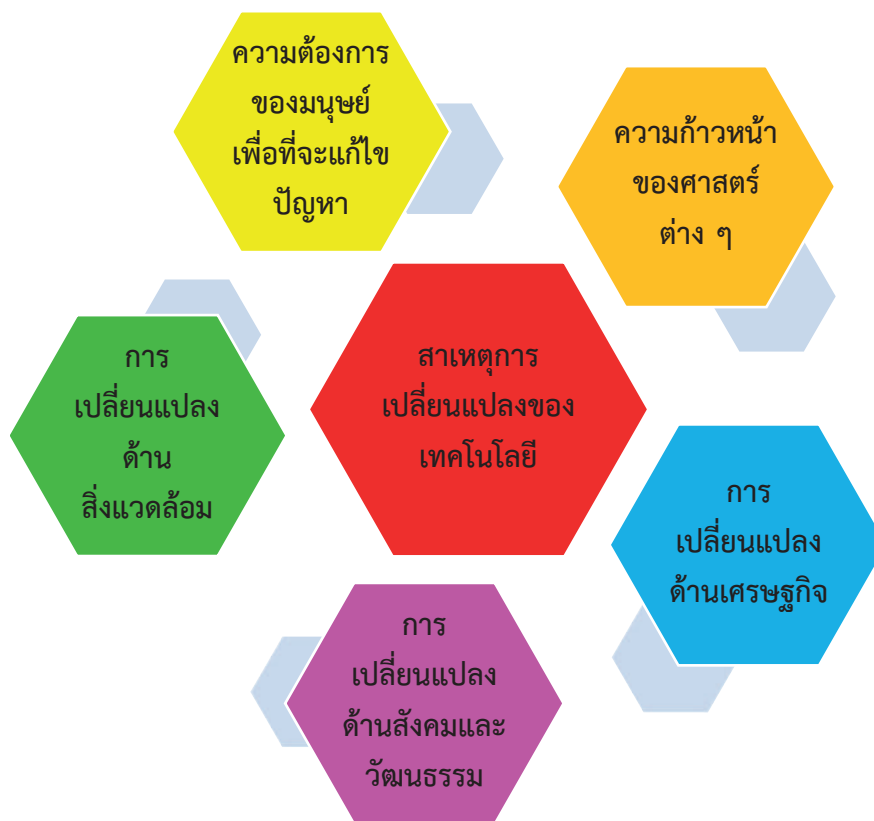 ความต้องการ
ของมนุษย์
เพื่อที่จะแก้ไข
ปัญหา
ความก้าวหน้า
ของศาสตร์
ต่าง ๆ
สาเหตุการ
เปลี่ยนแปลงของ
เทคโนโลยี
การ
เปลี่ยนแปลง
ด้าน
สิ่งแวดล้อม
การ
เปลี่ยนแปลง
ด้านเศรษฐกิจ
การ
เปลี่ยนแปลง
ด้านสังคมและ
วัฒนธรรม